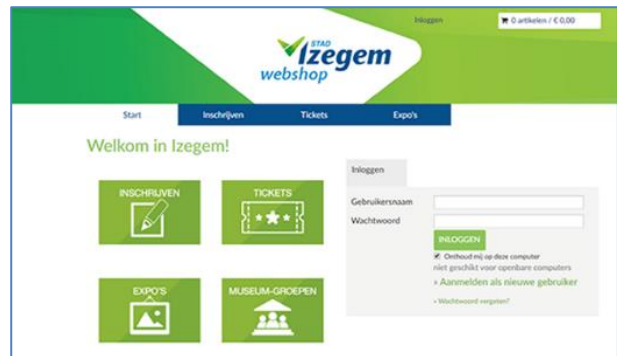 Inloggen
0 artikelen / € 0,00
STAD
Izegem
webshop
Start Inschrijven Tickets Expo's
Welkom in Izegem!
INSCHRIJVEN
TICKETS
EXPO'S
MUSEUM-GROEPEN
Inloggen
Gebruikersnaam
Wachtwoord
INLOGGEN
Onthoud mij op deze computer
niet geschikt voor openbare computers
» Aanmelden als nieuwe gebruiker
» Wachtwoord vergeten?